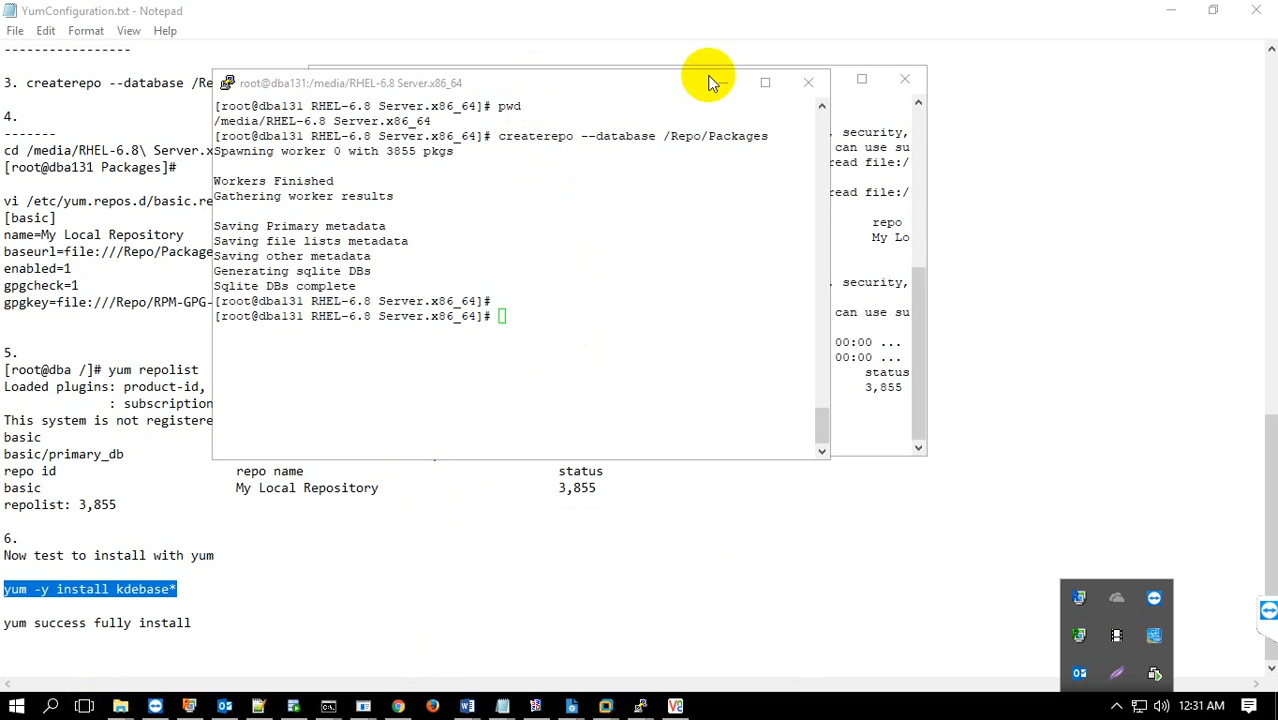 YumConfiguration.txt - Notepad
File Edit Format View Help
----------------
3. createrepo --database /Re
4.
-------
cd /media/RHEL-6.8\ Server.x
[root@dba131 Packages]#
vi /etc/yum.repos.d/basic.re
[basic]
name=My Local Repository
baseurl=file:///Repo/Package
enabled=1
gpgcheck=1
gpgkey=file:///Repo/RPM-GPG-
5.
[root@dba /]# yum repolist
Loaded plugins: product-id,
: subscription
This system is not registere
basic
basic/primary_db
repo id repo name status
basic My Local Repository 3,855
repolist: 3,855
6.
Now test to install with yum
yum -y install kdebase*
yum success fully install
root@dba131:/media/RHEL-6.8 Server.x86_64
[root@dba131 RHEL-6.8 Server.x86_64]# pwd
/media/RHEL-6.8 Server.x86_64
[root@dba131 RHEL-6.8 Server.x86_64]# createrepo --database /Repo/Packages
Spawning worker 0 with 3855 pkgs
Workers Finished
Gathering worker results
Saving Primary metadata
Saving file lists metadata
Saving other metadata
Generating sqlite DBs
Sqlite DBs complete
[root@dba131 RHEL-6.8 Server.x86_64]#
[root@dba131 RHEL-6.8 Server.x86_64]#
, security,
can use su
read file:/
read file:/
repo
My Lo
, security,
can use su
00:00 ...
00:00 ...
status
3,855
12:31 AM